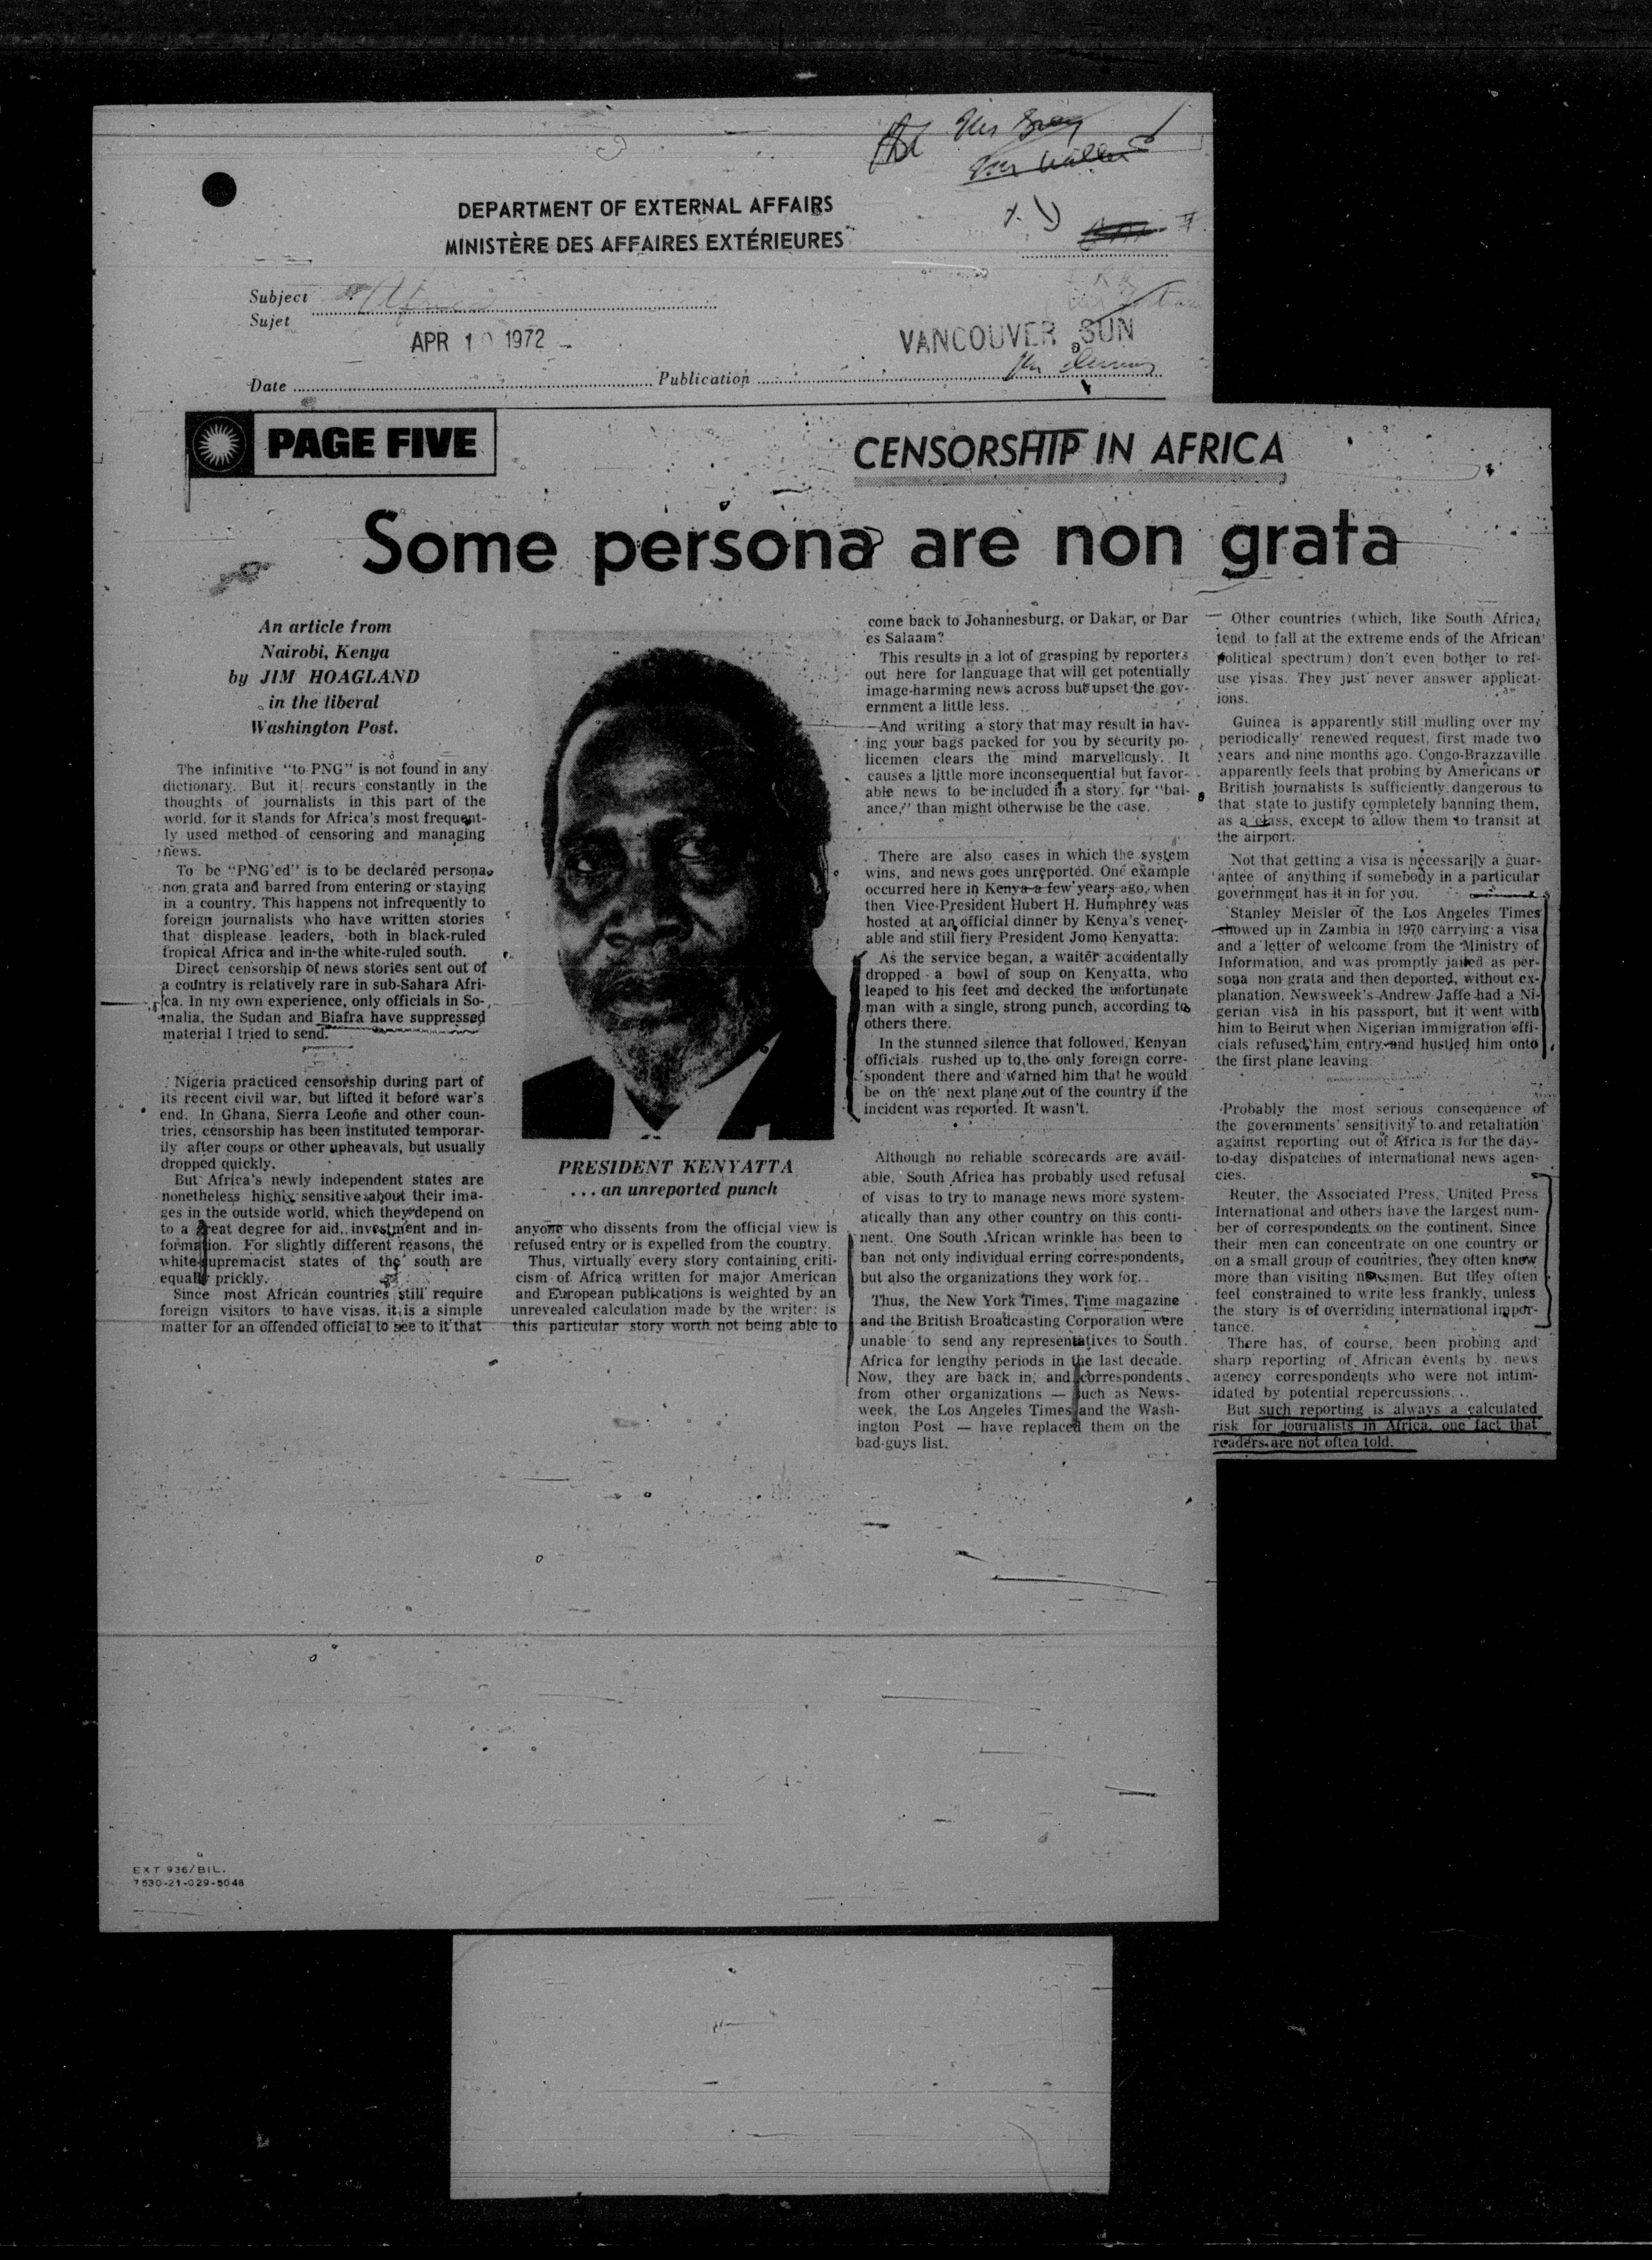 DEPARTMENT OF EXTERNAL AFFAIRS
MINISTÈRE DES AFFAIRES EXTÉRIEURES
Subject Africa
Sujet
APR 10 1972
VANCOUVER SUN
Date
Publication
PAGE FIVE
CENSORSHIP IN AFRICA
Some persona are non grata
An article from
Nairobi, Kenya
by JIM HOAGLAND
in the liberal
Washington Post.
The infinitive "to PNG" is not found in any
dictionary. But it recurs constantly in the
thoughts of journalists in this part of the
world, for it stands for Africa's most frequent-
ly used method of censoring and managing
news.
To be "PNG'ed" is to be declared persona
non grata and barred from entering or staying
in a country. This happens not infrequently to
foreign journalists who have written stories
that displease leaders, both in black-ruled
tropical Africa and in the white-ruled south.
Direct censorship of news stories sent out of
a country is relatively rare in sub-Sahara Afri-
ca. In my own experience, only officials in So-
malia, the Sudan and Biafra have suppressed
material I tried to send.
Nigeria practiced censorship during part of
its recent civil war, but lifted it before war's
end. In Ghana, Sierra Leone and other coun-
tries, censorship has been instituted temporar-
ily after coups or other upheavals, but usually
dropped quickly.
But Africa's newly independent states are
nonetheless highly sensitive about their ima-
ges in the outside world, which they depend on
to a great degree for aid, investment and in-
formation. For slightly different reasons, the
white supremacist states of the south are
equally prickly.
Since most African countries still require
foreign visitors to have visas, it is a simple
matter for an offended official to see to it that
PRESIDENT KENYATTA
... an unreported punch
anyone who dissents from the official view is
refused entry or is expelled from the country.
Thus, virtually every story containing criti-
cism of Africa written for major American
and European publications is weighted by an
unrevealed calculation made by the writer: is
this particular story worth not being able to
come back to Johannesburg, or Dakar, or Dar
es Salaam?
This results in a lot of grasping by reporters
out here for language that will get potentially
image-harming news across but upset the gov-
ernment a little less.
And writing a story that may result in hav-
ing your bags packed for you by security po-
licemen clears the mind marvellously. It
causes a little more inconsequential but favor-
able news to be included in a story, for "bal-
ance," than might otherwise be the case.
There are also cases in which the system
wins, and news goes unreported. One example
occurred here in Kenya a few years ago, when
then Vice-President Hubert H. Humphrey was
hosted at an official dinner by Kenya's vener-
able and still fiery President Jomo Kenyatta.
As the service began, a waiter accidentally
dropped a bowl of soup on Kenyatta, who
leaped to his feet and decked the unfortunate
man with a single, strong punch, according to
others there.
In the stunned silence that followed, Kenyan
officials rushed up to the only foreign corre-
spondent there and warned him that he would
be on the next plane out of the country if the
incident was reported. It wasn't.
Although no reliable scorecards are avail-
able, South Africa has probably used refusal
of visas to try to manage news more system-
atically than any other country on this conti-
nent. One South African wrinkle has been to
ban not only individual erring correspondents,
but also the organizations they work for.
Thus, the New York Times, Time magazine
and the British Broadcasting Corporation were
unable to send any representatives to South
Africa for lengthy periods in the last decade.
Now, they are back in, and correspondents
from other organizations — such as News-
week, the Los Angeles Times and the Wash-
ington Post — have replaced them on the
bad-guys list.
Other countries (which, like South Africa,
tend to fall at the extreme ends of the African
political spectrum) don't even bother to ref-
use visas. They just never answer applicat-
ions.
Guinea is apparently still mulling over my
periodically renewed request, first made two
years and nine months ago. Congo-Brazzaville
apparently feels that probing by Americans or
British journalists is sufficiently dangerous to
that state to justify completely banning them,
as a class, except to allow them to transit at
the airport.
Not that getting a visa is necessarily a guar-
antee of anything if somebody in a particular
government has it in for you.
Stanley Meisler of the Los Angeles Times
showed up in Zambia in 1970 carrying a visa
and a letter of welcome from the Ministry of
Information, and was promptly jailed as per-
sona non grata and then deported, without ex-
planation. Newsweek's Andrew Jaffe had a Ni-
gerian visa in his passport, but it went with
him to Beirut when Nigerian immigration offi-
cials refused him entry and hustled him onto
the first plane leaving.
Probably the most serious consequence of
the governments' sensitivity to and retaliation
against reporting out of Africa is for the day-
to-day dispatches of international news agen-
cies.
Reuter, the Associated Press, United Press
International and others have the largest num-
ber of correspondents on the continent. Since
their men can concentrate on one country or
on a small group of countries, they often know
more than visiting newsmen. But they often
feel constrained to write less frankly, unless
the story is of overriding international impor-
tance.
There has, of course, been probing and
sharp reporting of African events by news
agency correspondents who were not intim-
idated by potential repercussions.
But such reporting is always a calculated
risk for journalists in Africa, one fact that
readers are not often told.
EXT 936/BIL.
7530-21-029-5048